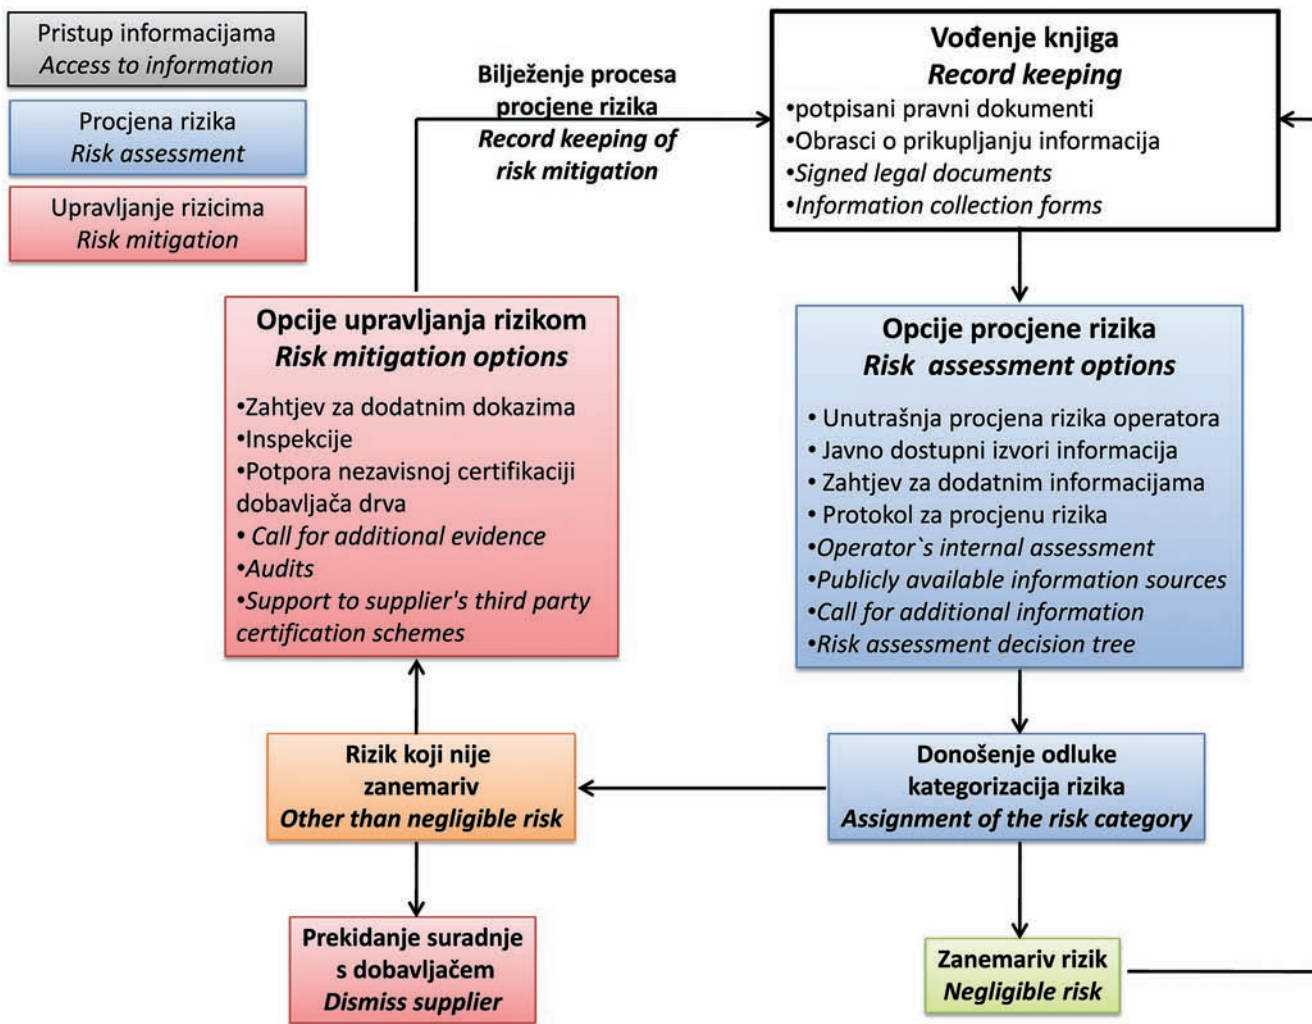 Pristup informacijama
Access to information
Procjena rizika
Risk assessment
Upravljanje rizicima
Risk mitigation
Bilježenje procesa
procjene rizika
Record keeping of
risk mitigation
Vođenje knjiga
Record keeping
•potpisani pravni dokumenti
•Obrasci o prikupljanju informacija
•Signed legal documents
•Information collection forms
Opcije upravljanja rizikom
Risk mitigation options
•Zahtjev za dodatnim dokazima
•Inspekcije
•Potpora nezavisnoj certifikaciji
dobavljača drva
• Call for additional evidence
•Audits
•Support to supplier's third party
certification schemes
Opcije procjene rizika
Risk assessment options
• Unutrašnja procjena rizika operatora
• Javno dostupni izvori informacija
• Zahtjev za dodatnim informacijama
• Protokol za procjenu rizika
•Operator`s internal assessment
•Publicly available information sources
•Call for additional information
•Risk assessment decision tree
Rizik koji nije
zanemariv
Other than negligible risk
Donošenje odluke
kategorizacija rizika
Assignment of the risk category
Prekidanje suradnje
s dobavljačem
Dismiss supplier
Zanemariv rizik
Negligible risk